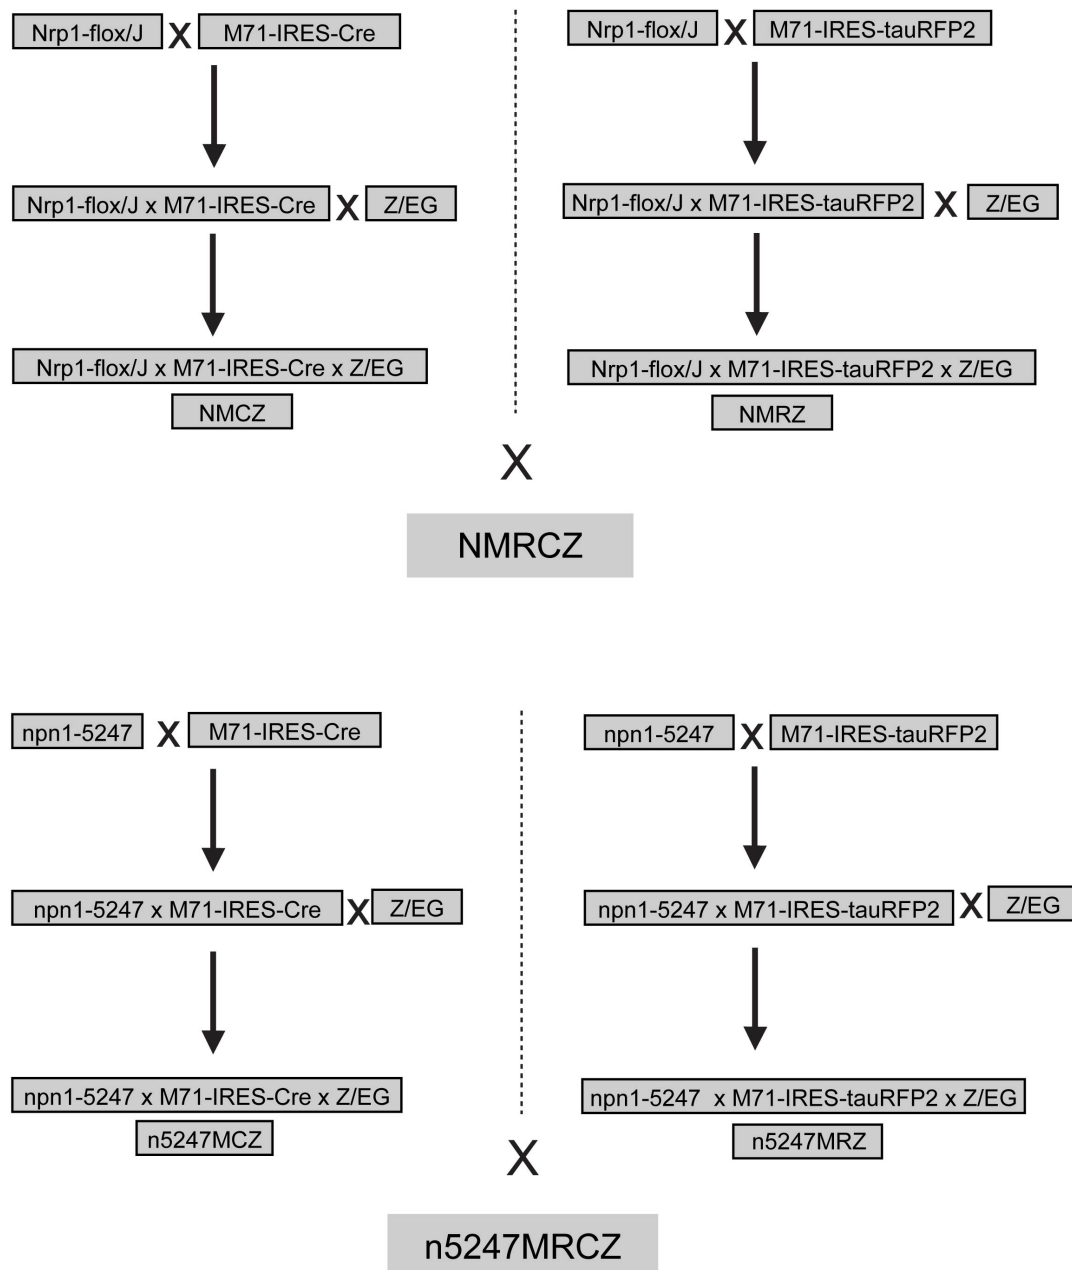 Nrp1-flox/J X M71-IRES-Cre
Nrp1-flox/J X M71-IRES-tauRFP2
Nrp1-flox/J x M71-IRES-Cre X Z/EG
Nrp1-flox/J x M71-IRES-tauRFP2 X Z/EG
Nrp1-flox/J x M71-IRES-Cre x Z/EG
Nrp1-flox/J x M71-IRES-tauRFP2 x Z/EG
NMCZ
NMRZ
X
NMRCZ
npn1-5247 X M71-IRES-Cre
npn1-5247 X M71-IRES-tauRFP2
npn1-5247 x M71-IRES-Cre X Z/EG
npn1-5247 x M71-IRES-tauRFP2 X Z/EG
npn1-5247 x M71-IRES-Cre x Z/EG
npn1-5247 x M71-IRES-tauRFP2 x Z/EG
n5247MCZ
n5247MRZ
X
n5247MRCZ